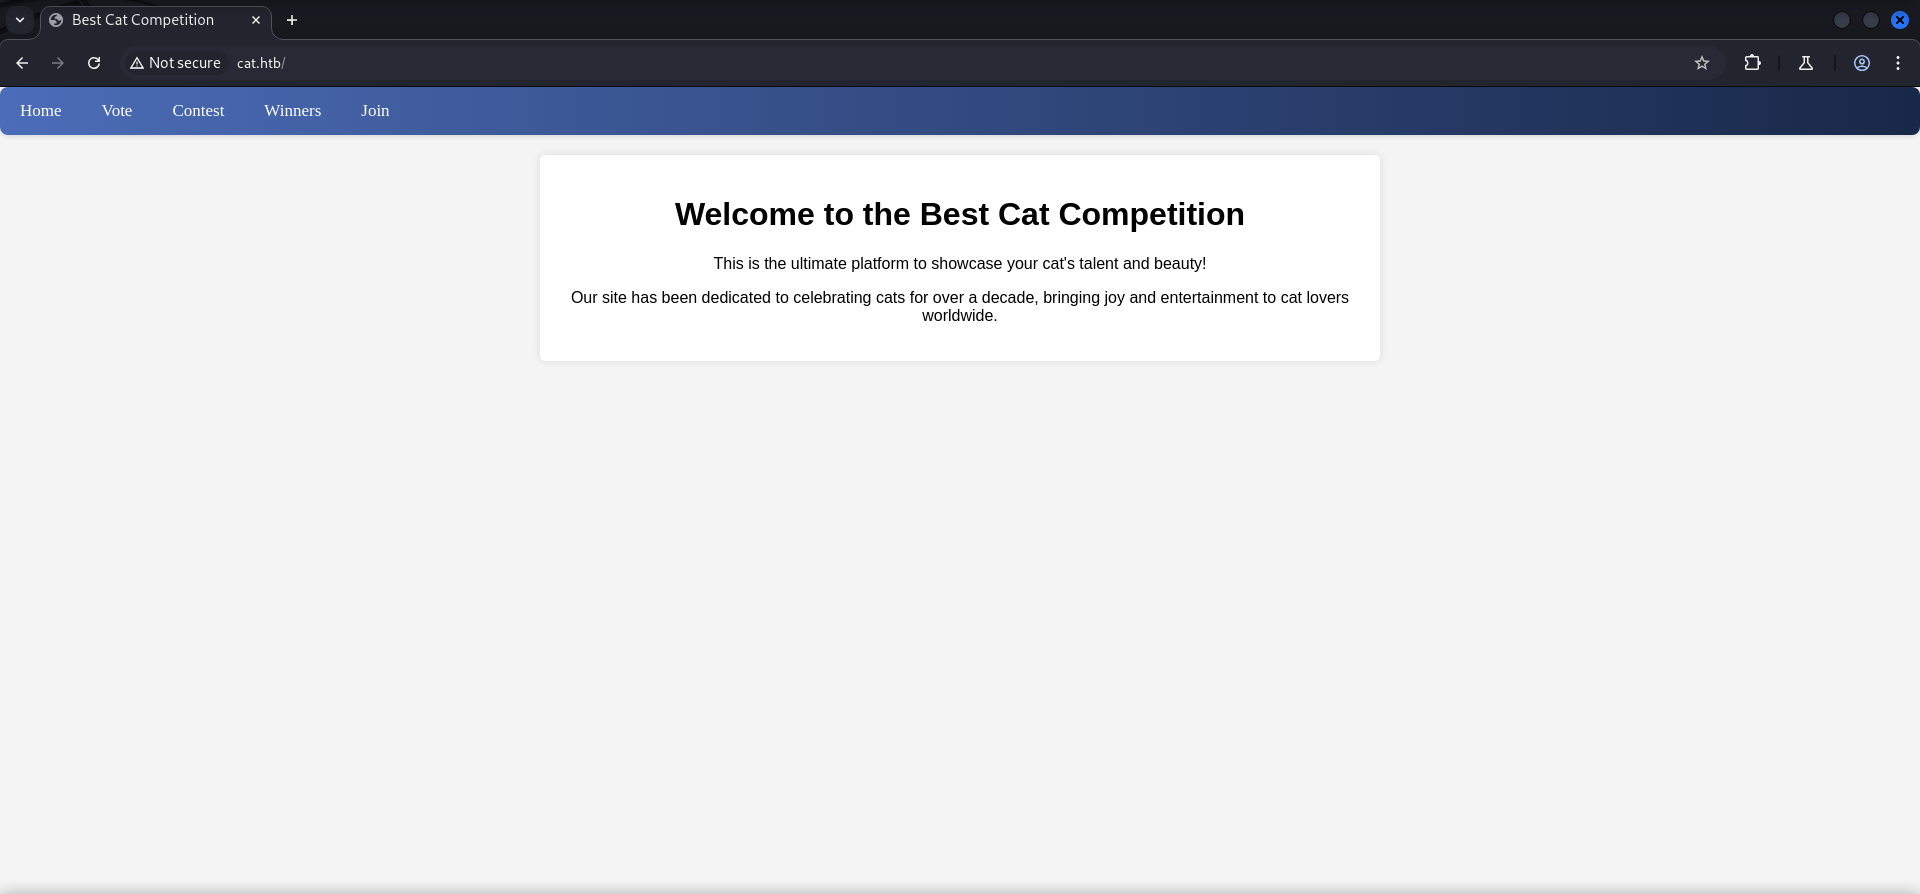 Best Cat Competition
Not secure cat.htb/
Home Vote Contest Winners Join
Welcome to the Best Cat Competition
This is the ultimate platform to showcase your cat's talent and beauty!
Our site has been dedicated to celebrating cats for over a decade, bringing joy and entertainment to cat lovers
worldwide.